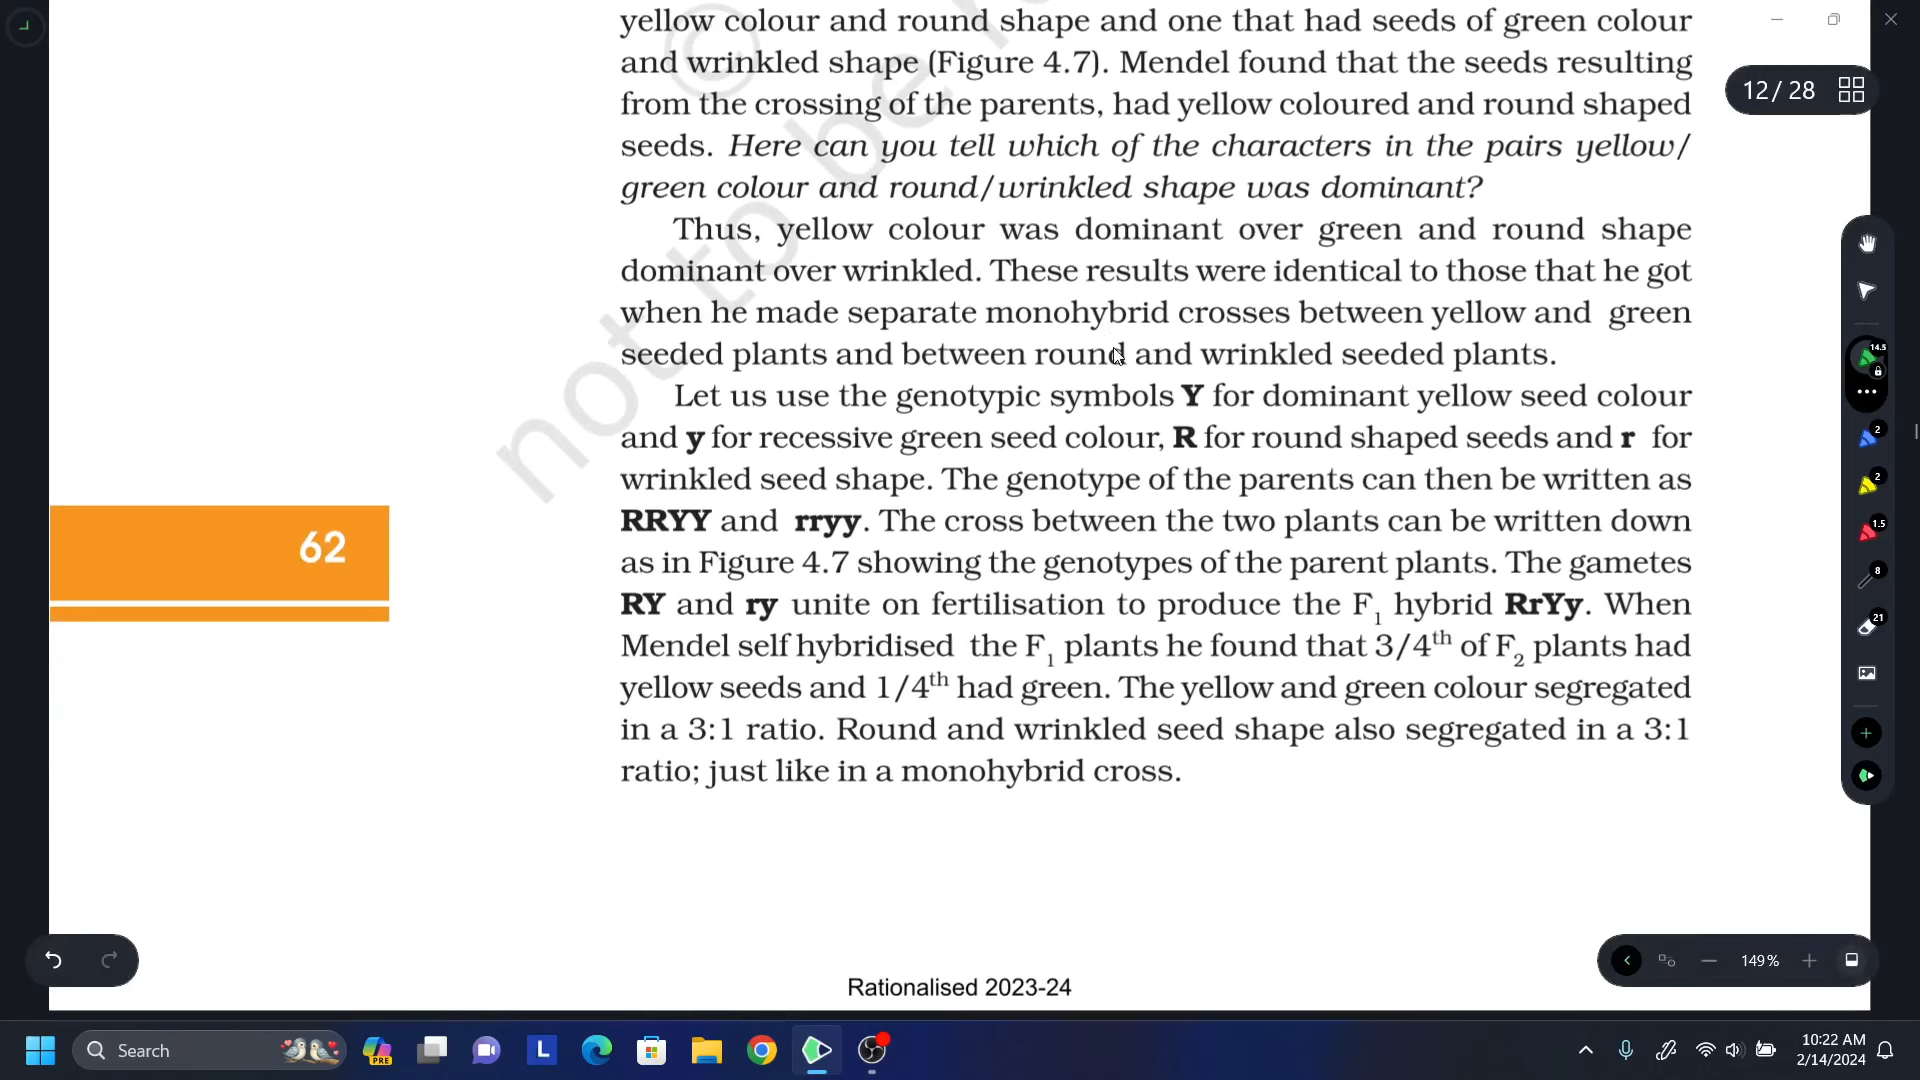 yellow colour and round shape and one that had seeds of green colour
and wrinkled shape (Figure 4.7). Mendel found that the seeds resulting
from the crossing of the parents, had yellow coloured and round shaped
seeds. Here can you tell which of the characters in the pairs yellow/
green colour and round/wrinkled shape was dominant?
Thus, yellow colour was dominant over green and round shape
dominant over wrinkled. These results were identical to those that he got
when he made separate monohybrid crosses between yellow and green
seeded plants and between round and wrinkled seeded plants.
Let us use the genotypic symbols Y for dominant yellow seed colour
and y for recessive green seed colour, R for round shaped seeds and r for
wrinkled seed shape. The genotype of the parents can then be written as
RRYY and rryy. The cross between the two plants can be written down
as in Figure 4.7 showing the genotypes of the parent plants. The gametes
RY and ry unite on fertilisation to produce the F1 hybrid RrYy. When
Mendel self hybridised the F1 plants he found that 3/4th of F2 plants had
yellow seeds and 1/4th had green. The yellow and green colour segregated
in a 3:1 ratio. Round and wrinkled seed shape also segregated in a 3:1
ratio; just like in a monohybrid cross.
62
Rationalised 2023-24
©
not to be
12/ 28
14.5
2
2
1.5
8
21
149%
Search
PRE
L
10:22 AM
2/14/2024